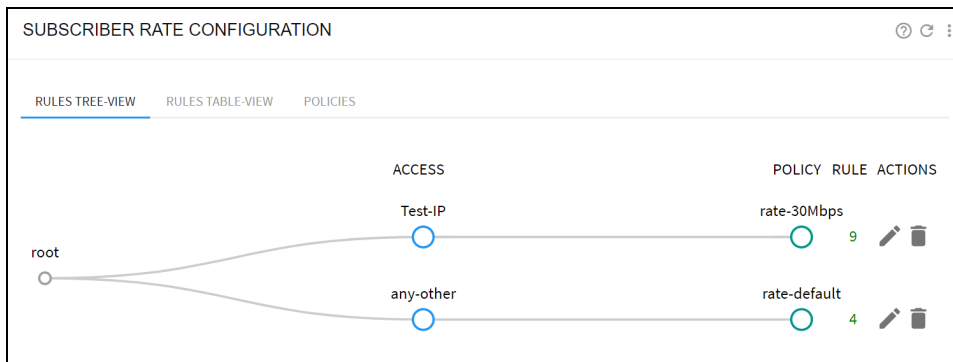 SUBSCRIBER RATE CONFIGURATION
RULES TREE-VIEW RULES TABLE-VIEW POLICIES
ACCESS POLICY RULE ACTIONS
Test-IP rate-30Mbps
9
root
any-other rate-default
4